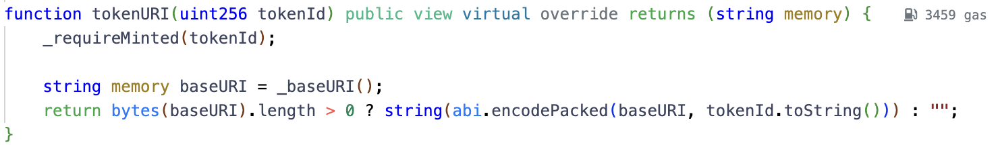 function tokenURI(uint256 tokenId) public view virtual override returns (string memory) { 3459 gas
_requireMinted(tokenId);
string memory baseURI = _baseURI();
return bytes(baseURI).length > 0 ? string(abi.encodePacked(baseURI, tokenId.toString())) : "";
}